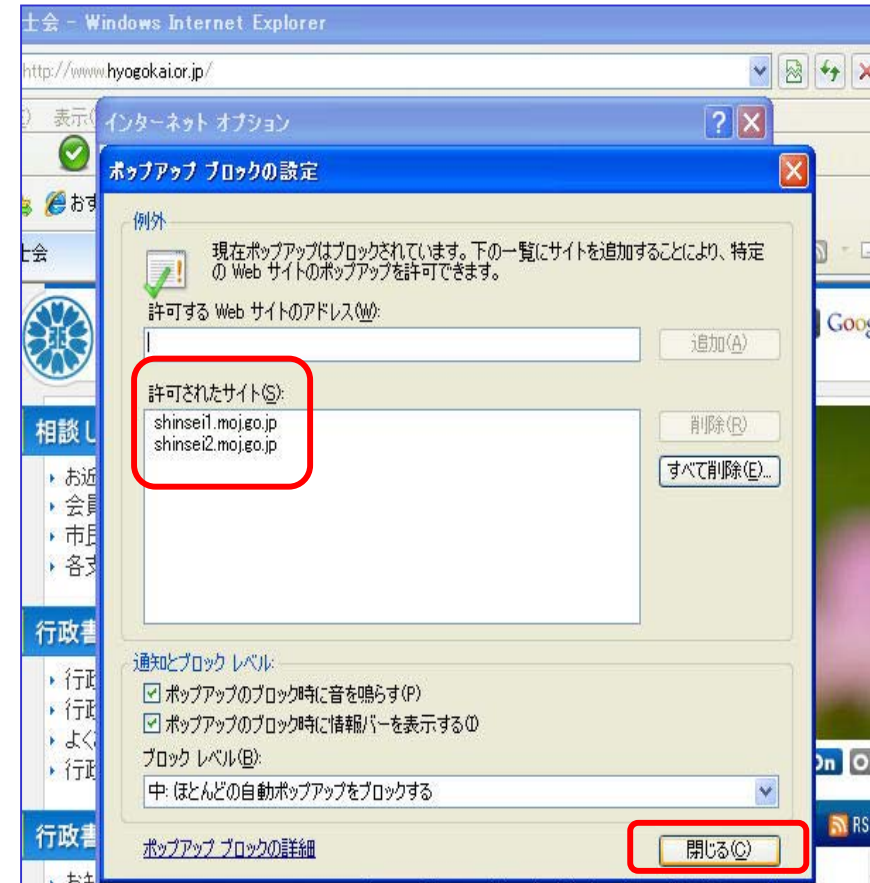 士会 - Windows Internet Explorer
http://www.hyogokai.or.jp/
表示(
インターネット オプション
ポップアップ ブロックの設定
おす
士会
例外
現在ポップアップはブロックされています。下の一覧にサイトを追加することにより、特定
の Web サイトのポップアップを許可できます。
許可する Web サイトのアドレス(W):
追加(A)
Goog
許可されたサイト(S):
shinsei1.moj.go.jp
shinsei2.moj.go.jp
削除(R)
すべて削除(E)...
相談し
お近
会員
市民
各支
行政書
行政
行政
よく
行政
通知とブロック レベル:
ポップアップのブロック時に音を鳴らす(P)
ポップアップのブロック時に情報バーを表示する(I)
ブロック レベル(B):
中: ほとんどの自動ポップアップをブロックする
On
RS
行政書
ポップアップ ブロックの詳細
閉じる(C)